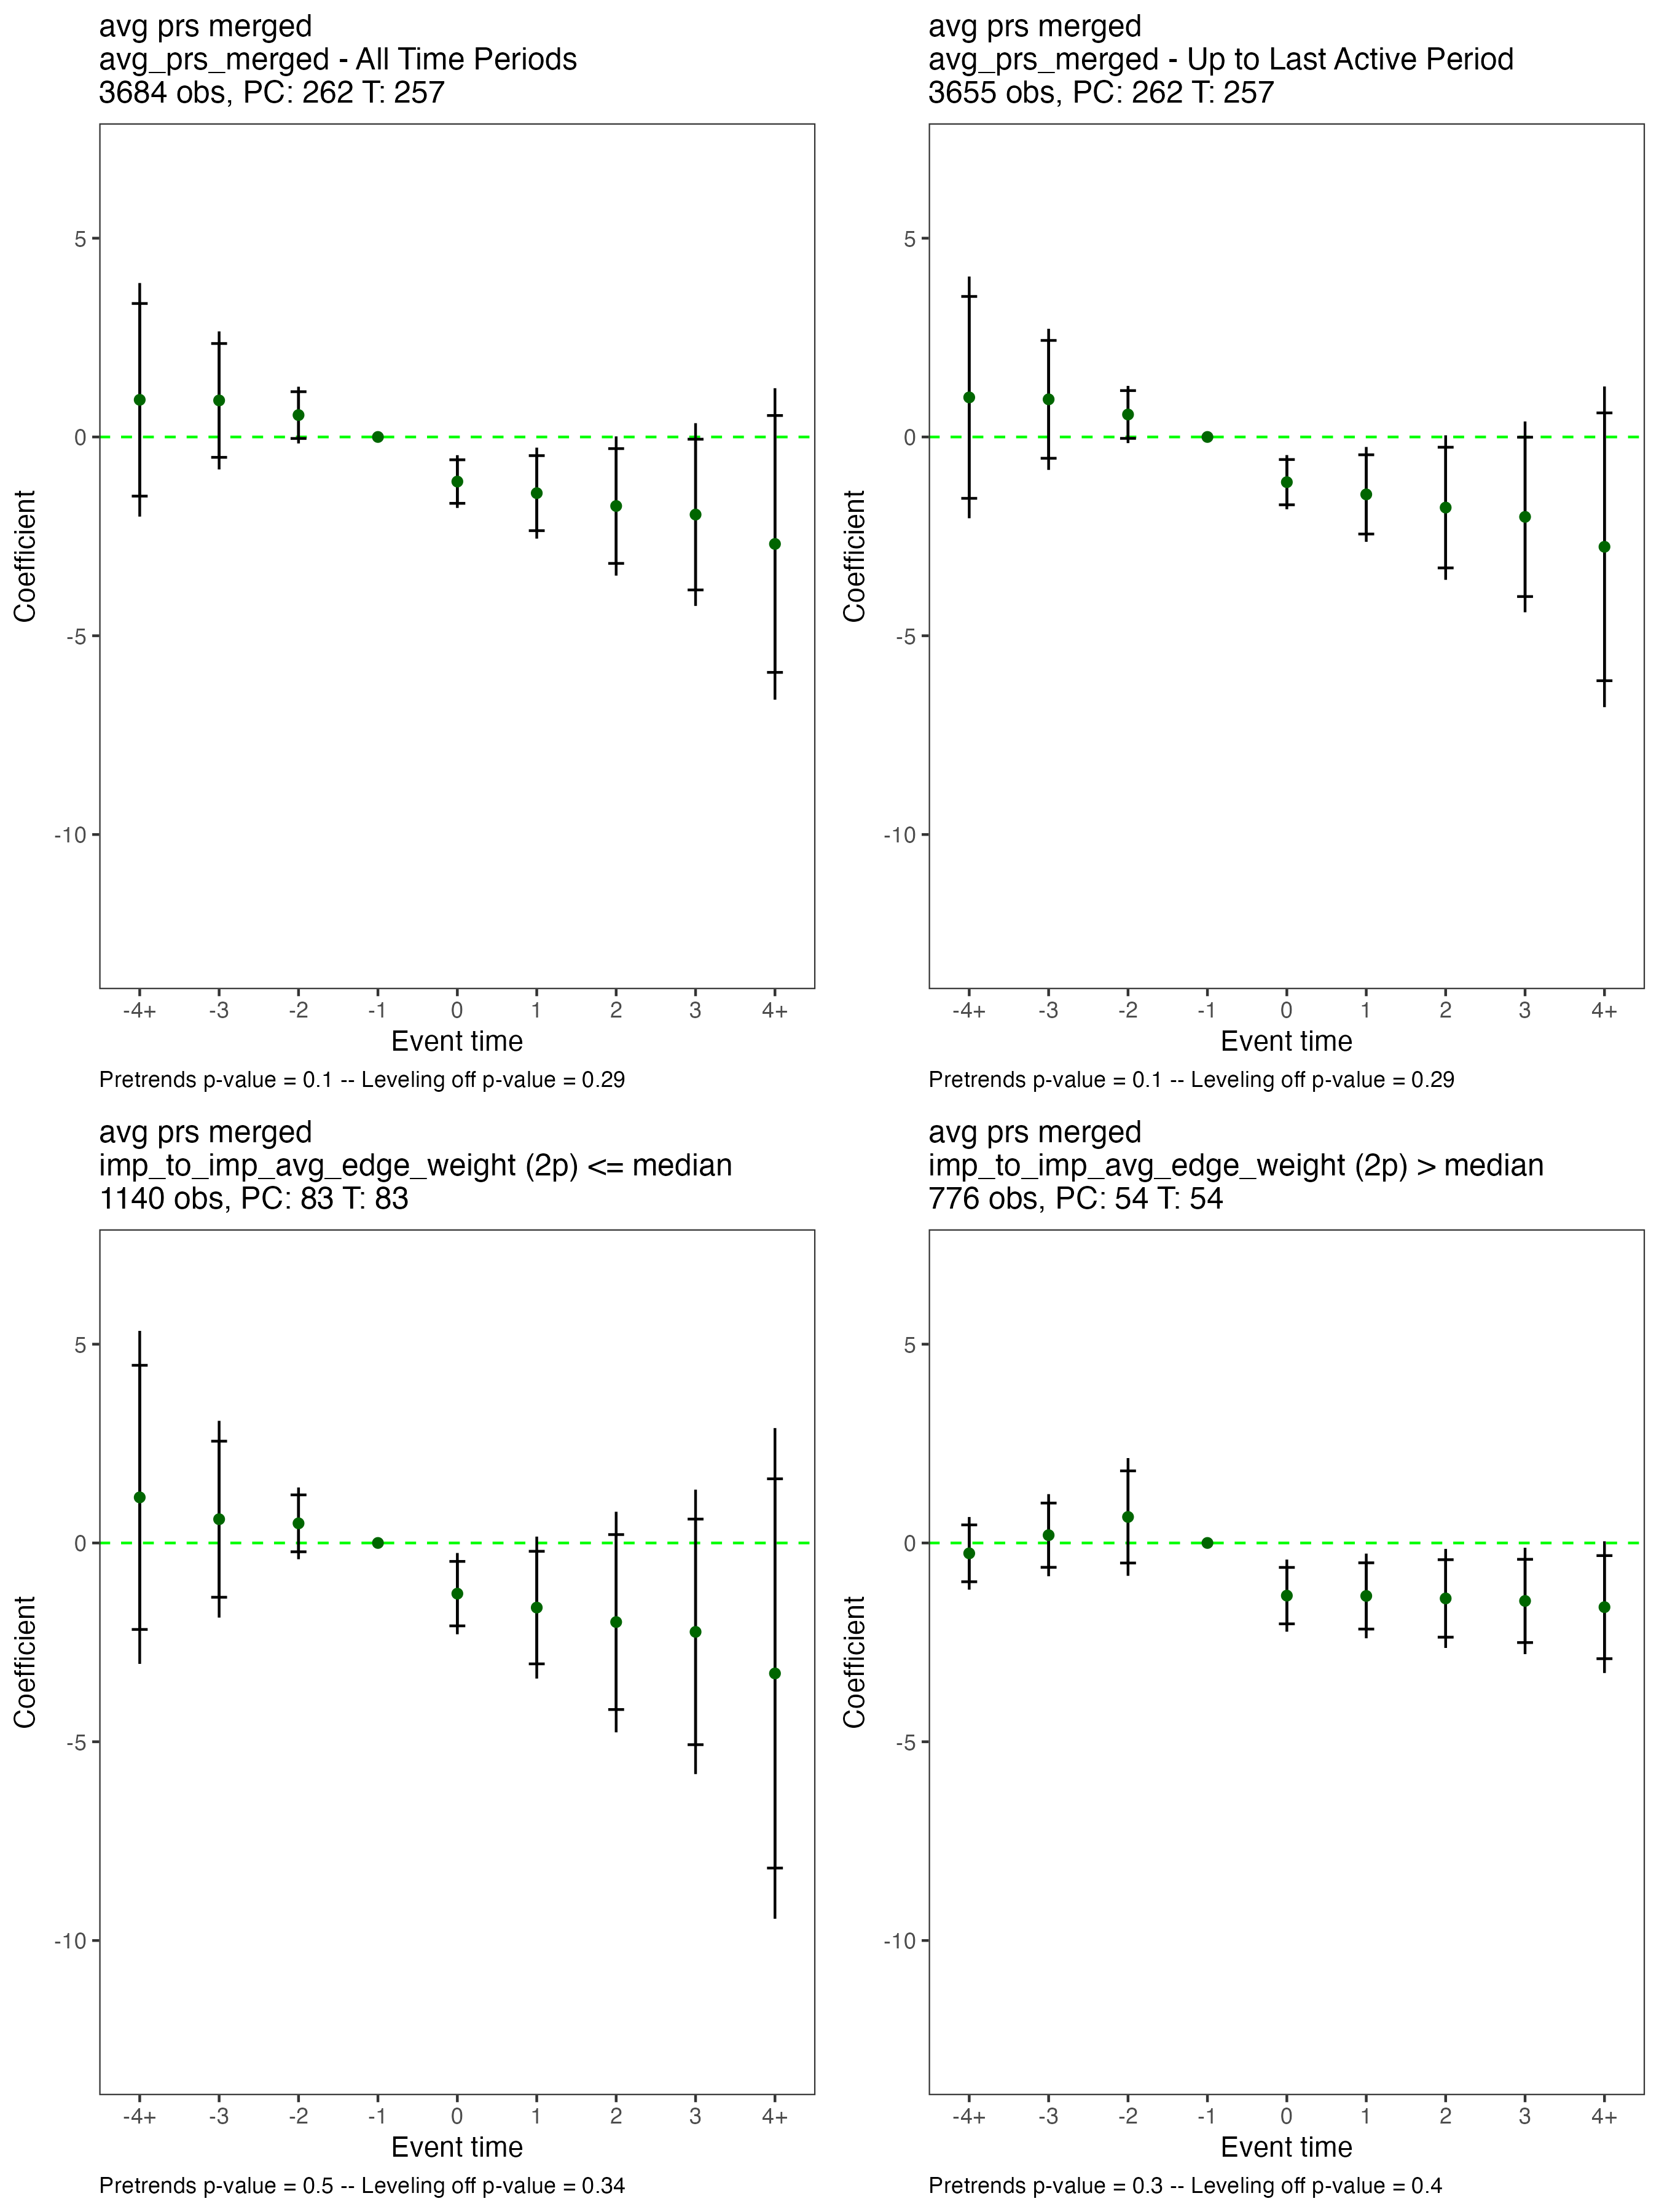 avg prs merged
avg_prs_merged - All Time Periods
3684 obs, PC: 262 T: 257
5
0
-5
-10
Coefficient
-4+ -3 -2 -1 0 1 2 3 4+
Event time
Pretrends p-value = 0.1 -- Leveling off p-value = 0.29
avg prs merged
avg_prs_merged - Up to Last Active Period
3655 obs, PC: 262 T: 257
5
0
-5
-10
Coefficient
-4+ -3 -2 -1 0 1 2 3 4+
Event time
Pretrends p-value = 0.1 -- Leveling off p-value = 0.29
avg prs merged
imp_to_imp_avg_edge_weight (2p) <= median
1140 obs, PC: 83 T: 83
5
0
-5
-10
Coefficient
-4+ -3 -2 -1 0 1 2 3 4+
Event time
Pretrends p-value = 0.5 -- Leveling off p-value = 0.34
avg prs merged
imp_to_imp_avg_edge_weight (2p) > median
776 obs, PC: 54 T: 54
5
0
-5
-10
Coefficient
-4+ -3 -2 -1 0 1 2 3 4+
Event time
Pretrends p-value = 0.3 -- Leveling off p-value = 0.4